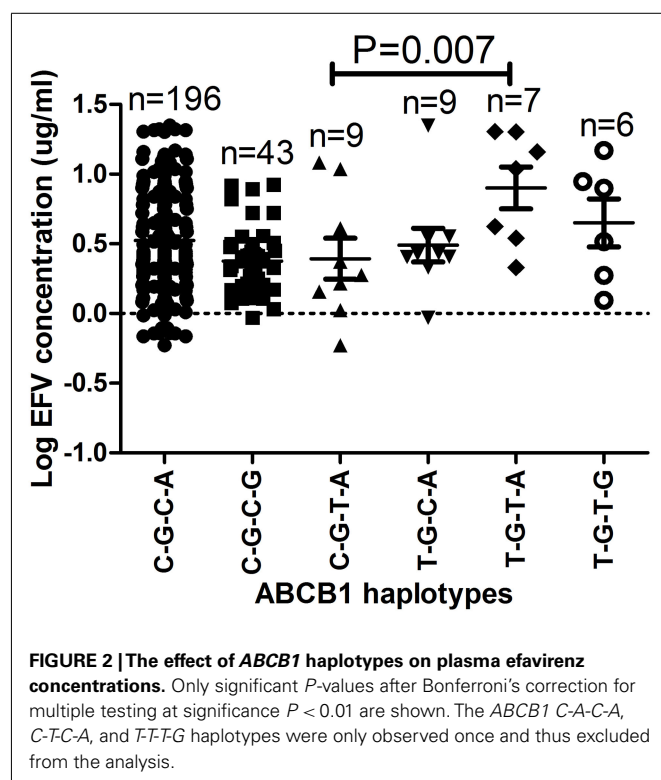 P=0.007
n=196
n=43
n=9
n=9
n=7
n=6
Log EFV concentration (ug/ml)
1.5
1.0
0.5
0.0
-0.5
-1.0
C-G-C-A
C-G-C-G
C-G-T-A
T-G-C-A
T-G-T-A
T-G-T-G
ABCB1 haplotypes
FIGURE 2 | The effect of ABCB1 haplotypes on plasma efavirenz
concentrations. Only significant P-values after Bonferroni's correction for
multiple testing at significance P < 0.01 are shown. The ABCB1 C-A-C-A,
C-T-C-A, and T-T-T-G haplotypes were only observed once and thus excluded
from the analysis.